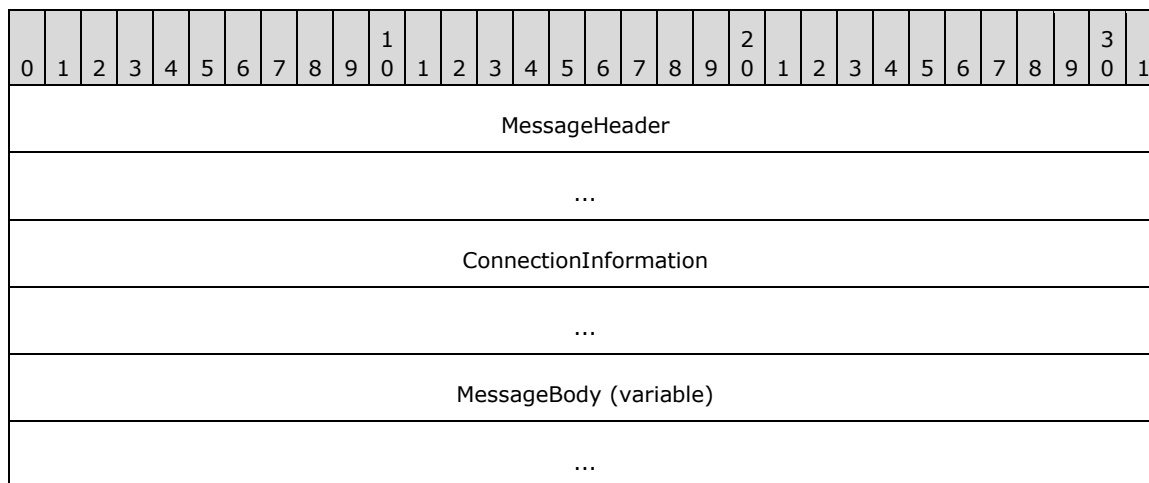 1 2 3
0 1 2 3 4 5 6 7 8 9 0 1 2 3 4 5 6 7 8 9 0 1 2 3 4 5 6 7 8 9 0 1
MessageHeader
...
ConnectionInformation
...
MessageBody (variable)
...